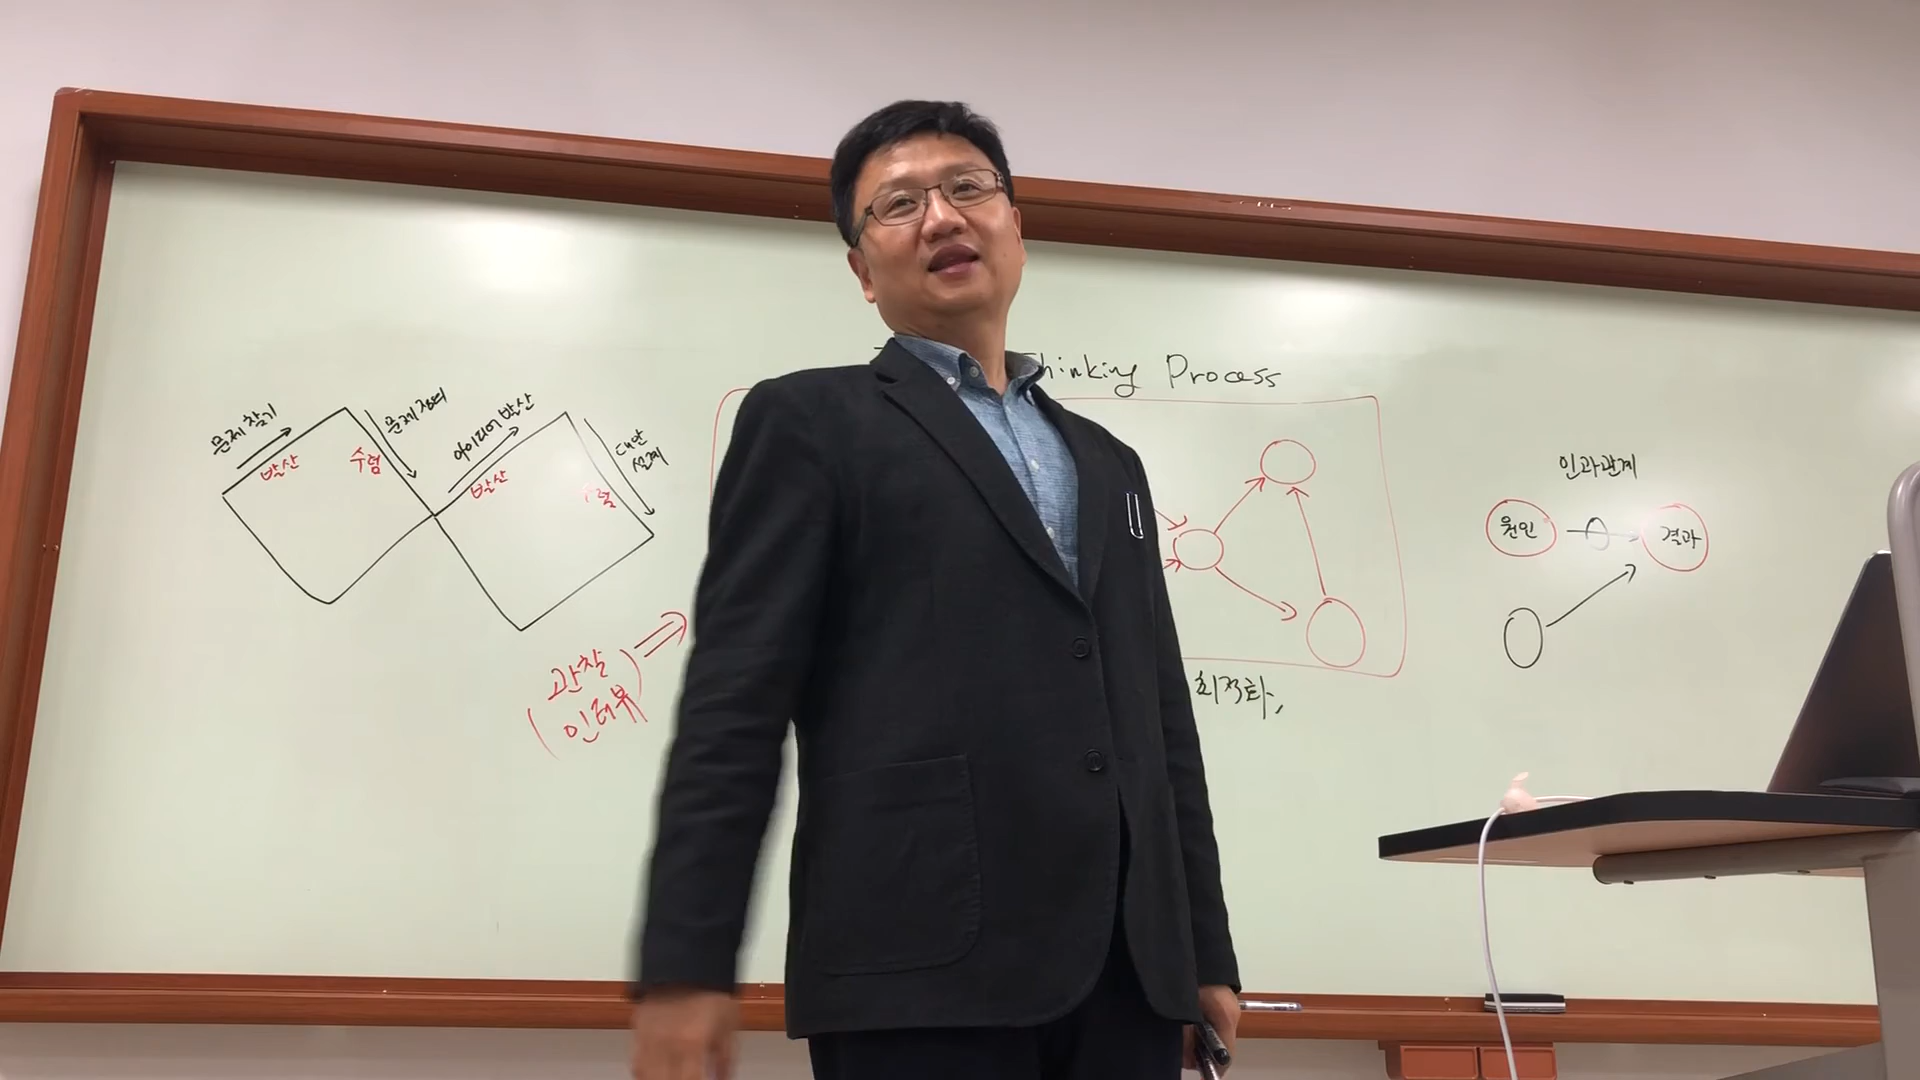 문제 찾기
발산
수렴
문제 정의
아이디어 발산
발산
수렴
대안
설계
관찰
인터뷰
Thinking Process
최적화,
인과관계
원인
결과